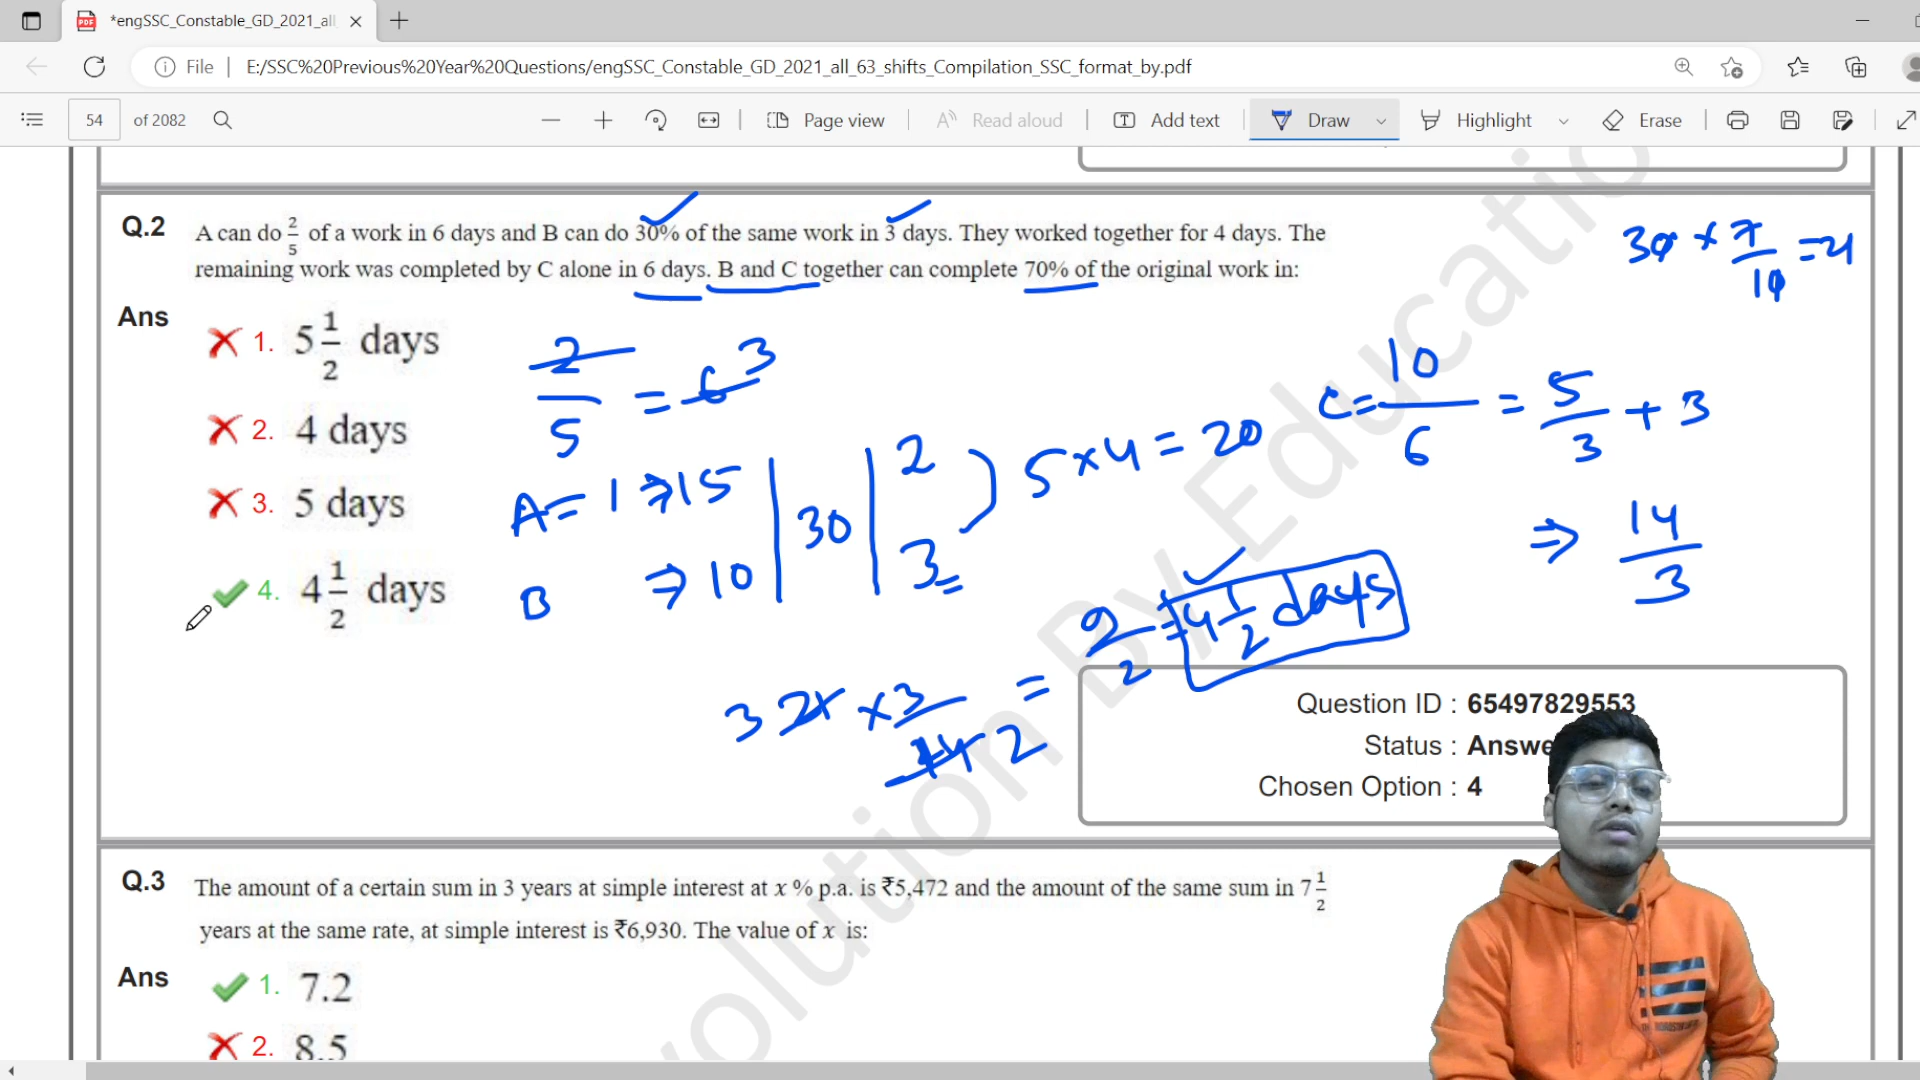 *engSSC_Constable_GD_2021_all
File | E:/SSC%20Previous%20Year%20Questions/engSSC_Constable_GD_2021_all_63_shifts_Compilation_SSC_format_by.pdf
54 of 2082 Page view Read aloud Add text Draw Highlight Erase
Q.2 A can do 2/5 of a work in 6 days and B can do 30% of the same work in 3 days. They worked together for 4 days. The
remaining work was completed by C alone in 6 days. B and C together can complete 70% of the original work in:
30 × 7/10 = 21
Ans
1. 5 1/2 days
2. 4 days
3. 5 days
4. 4 1/2 days
2/5 = 6 3
A = 1 ⇒ 15 | 30 | 2 ) 5×4 = 20
B ⇒ 10 3
C = 10/6 = 5/3 + 3
⇒ 14/3
3 21 × 3/14 2 = 9/2 = 4 1/2 days
Question ID : 65497829553
Status : Answe
Chosen Option : 4
Q.3 The amount of a certain sum in 3 years at simple interest at x % p.a. is ₹5,472 and the amount of the same sum in 7 1/2
years at the same rate, at simple interest is ₹6,930. The value of x is:
Ans
1. 7.2
2. 8.5
olution By Educatio